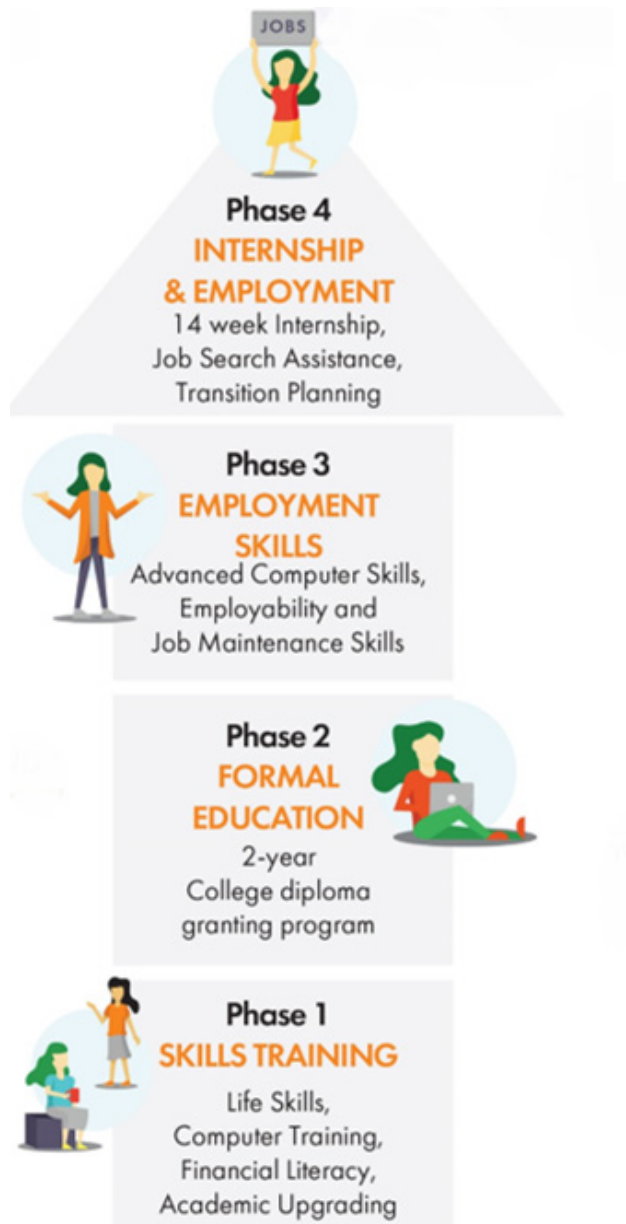 JOBS
Phase 4
INTERNSHIP
& EMPLOYMENT
14 week Internship,
Job Search Assistance,
Transition Planning
Phase 3
EMPLOYMENT
SKILLS
Advanced Computer Skills,
Employability and
Job Maintenance Skills
Phase 2
FORMAL
EDUCATION
2-year
College diploma
granting program
Phase 1
SKILLS TRAINING
Life Skills,
Computer Training,
Financial Literacy,
Academic Upgrading